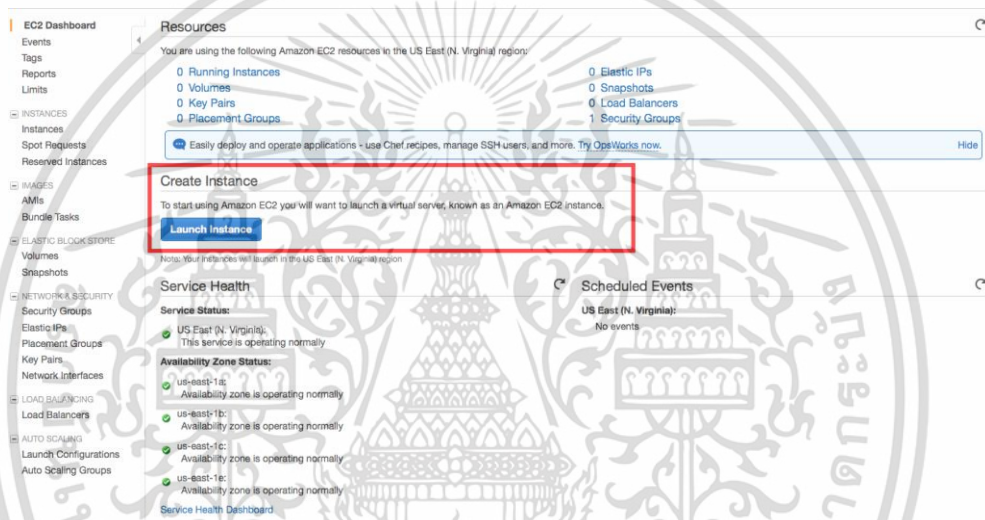 EC2 Dashboard
Events
Tags
Reports
Limits
INSTANCES
Instances
Spot Requests
Reserved Instances
IMAGES
AMIs
Bundle Tasks
ELASTIC BLOCK STORE
Volumes
Snapshots
NETWORK & SECURITY
Security Groups
Elastic IPs
Placement Groups
Key Pairs
Network Interfaces
LOAD BALANCING
Load Balancers
AUTO SCALING
Launch Configurations
Auto Scaling Groups
Resources
You are using the following Amazon EC2 resources in the US East (N. Virginia) region:
0 Running Instances
0 Volumes
0 Key Pairs
0 Placement Groups
0 Elastic IPs
0 Snapshots
0 Load Balancers
1 Security Groups
Easily deploy and operate applications - use Chef recipes, manage SSH users, and more. Try OpsWorks now. Hide
Create Instance
To start using Amazon EC2 you will want to launch a virtual server, known as an Amazon EC2 instance.
Launch Instance
Note: Your instances will launch in the US East (N. Virginia) region
Service Health
Service Status:
US East (N. Virginia):
This service is operating normally
Availability Zone Status:
us-east-1a:
Availability zone is operating normally
us-east-1b:
Availability zone is operating normally
us-east-1c:
Availability zone is operating normally
us-east-1e:
Availability zone is operating normally
Service Health Dashboard
Scheduled Events
US East (N. Virginia):
No events